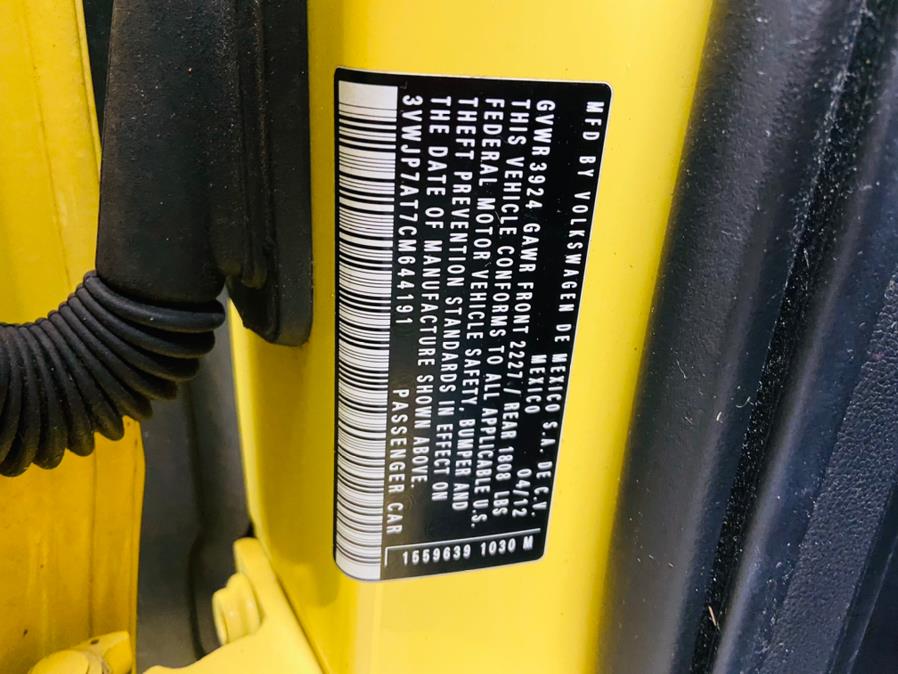 MFD BY VOLKSWAGEN DE MEXICO S.A. DE C.V
MEXICO 04/12
GVWR 3924 GAWR FRONT 2227/ REAR 1808 LBS
THIS VEHICLE CONFORMS TO ALL APPLICABLE U.S.
FEDERAL MOTOR VEHICLE SAFETY, BUMPER AND
THEFT PREVENTION STANDARDS IN EFFECT ON
THE DATE OF MANUFACTURE SHOWN ABOVE.
3VWJP7AT7CM644191 PASSENGER CAR
1559639 1030 M